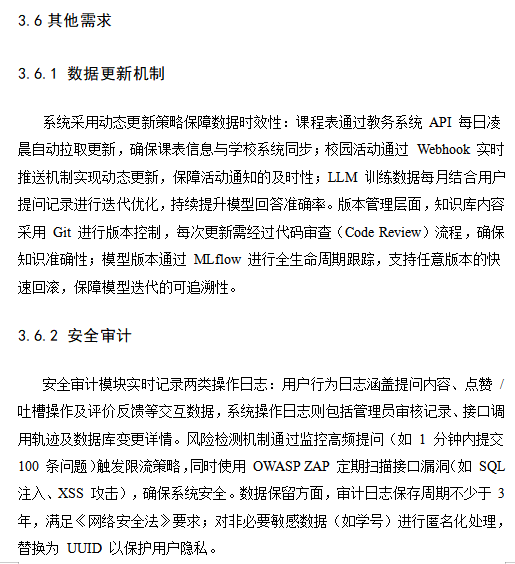 3.6 其他需求
3.6.1 数据更新机制
系统采用动态更新策略保障数据时效性：课程表通过教务系统 API 每日凌
晨自动拉取更新，确保课表信息与学校系统同步；校园活动通过 Webhook 实时
推送机制实现动态更新，保障活动通知的及时性；LLM 训练数据每月结合用户
提问记录进行迭代优化，持续提升模型回答准确率。版本管理层面，知识库内容
采用 Git 进行版本控制，每次更新需经过代码审查（Code Review）流程，确保
知识准确性；模型版本通过 MLflow 进行全生命周期跟踪，支持任意版本的快
速回滚，保障模型迭代的可追溯性。
3.6.2 安全审计
安全审计模块实时记录两类操作日志：用户行为日志涵盖提问内容、点赞 /
吐槽操作及评价反馈等交互数据，系统操作日志则包括管理员审核记录、接口调
用轨迹及数据库变更详情。风险检测机制通过监控高频提问（如 1 分钟内提交
100 条问题）触发限流策略，同时使用 OWASP ZAP 定期扫描接口漏洞（如 SQL
注入、XSS 攻击），确保系统安全。数据保留方面，审计日志保存周期不少于 3
年，满足《网络安全法》要求；对非必要敏感数据（如学号）进行匿名化处理，
替换为 UUID 以保护用户隐私。